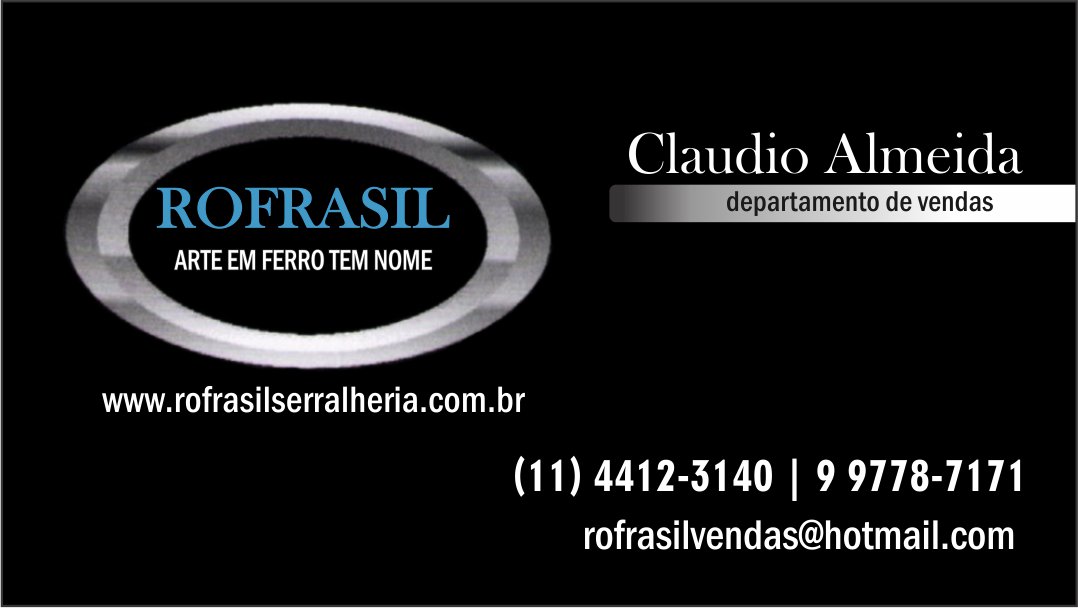 ROFRASIL
ARTE EM FERRO TEM NOME
www.rofrasilserralheria.com.br
Claudio Almeida
departamento de vendas
(11) 4412-3140 | 9 9778-7171
rofrasilvendas@hotmail.com